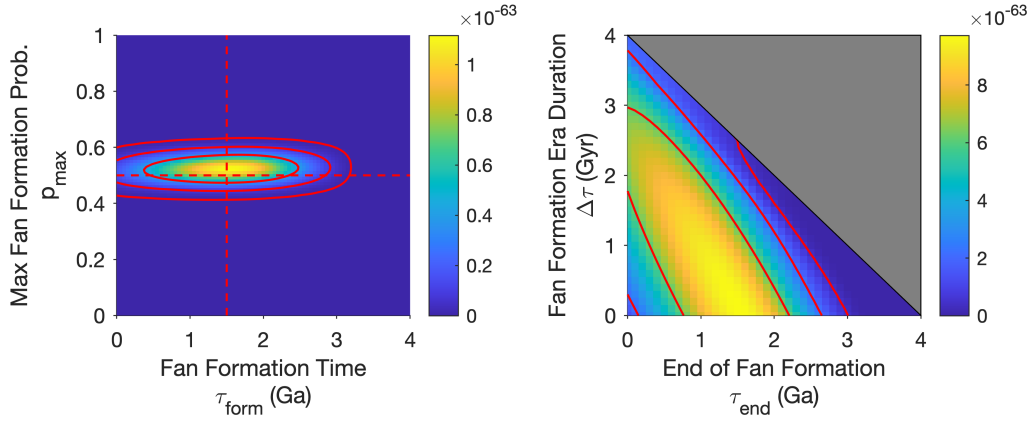 ×10⁻⁶³
1
0.8
0.6
0.4
0.2
0
Max Fan Formation Prob.
p_max
0 1 2 3 4
Fan Formation Time
τ_form (Ga)
1
0.8
0.6
0.4
0.2
0
×10⁻⁶³
4
3
2
1
0
Fan Formation Era Duration
Δτ (Gyr)
0 1 2 3 4
End of Fan Formation
τ_end (Ga)
8
6
4
2
0